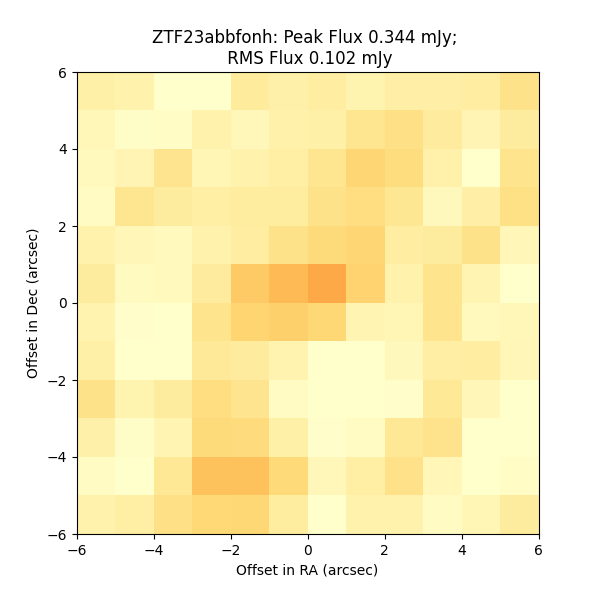 ZTF23abbfonh: Peak Flux 0.344 mJy;
RMS Flux 0.102 mJy
6
4
2
0
−2
−4
−6
Offset in Dec (arcsec)
−6 −4 −2 0 2 4 6
Offset in RA (arcsec)